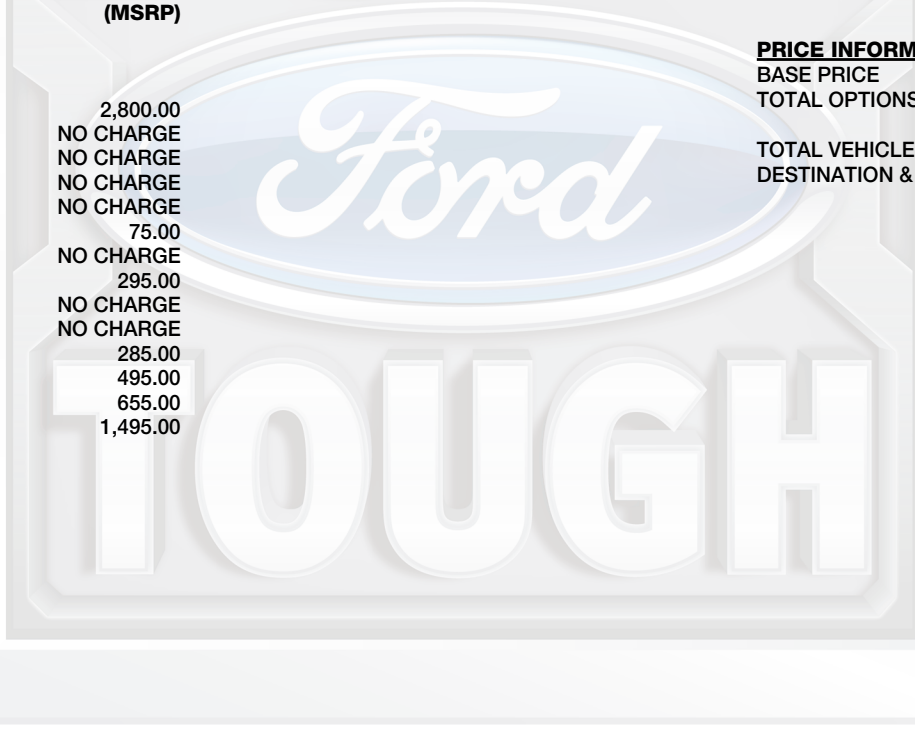 (MSRP)
2,800.00
NO CHARGE
NO CHARGE
NO CHARGE
NO CHARGE
75.00
NO CHARGE
295.00
NO CHARGE
NO CHARGE
285.00
495.00
655.00
1,495.00
PRICE INFORM
BASE PRICE
TOTAL OPTIONS
TOTAL VEHICLE
DESTINATION &
Ford
TOUGH